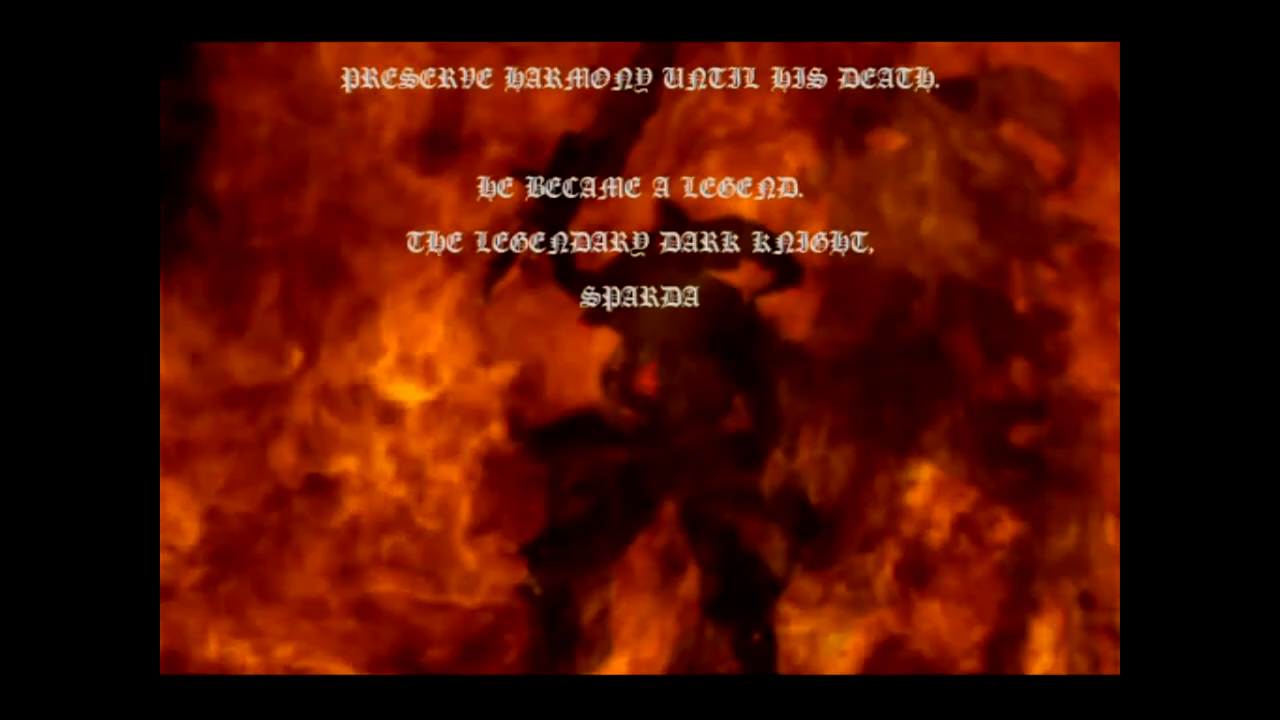 PRESERVE HARMONY UNTIL HIS DEATH.
HE BECAME A LEGEND.
THE LEGENDARY DARK KNIGHT,
SPARDA